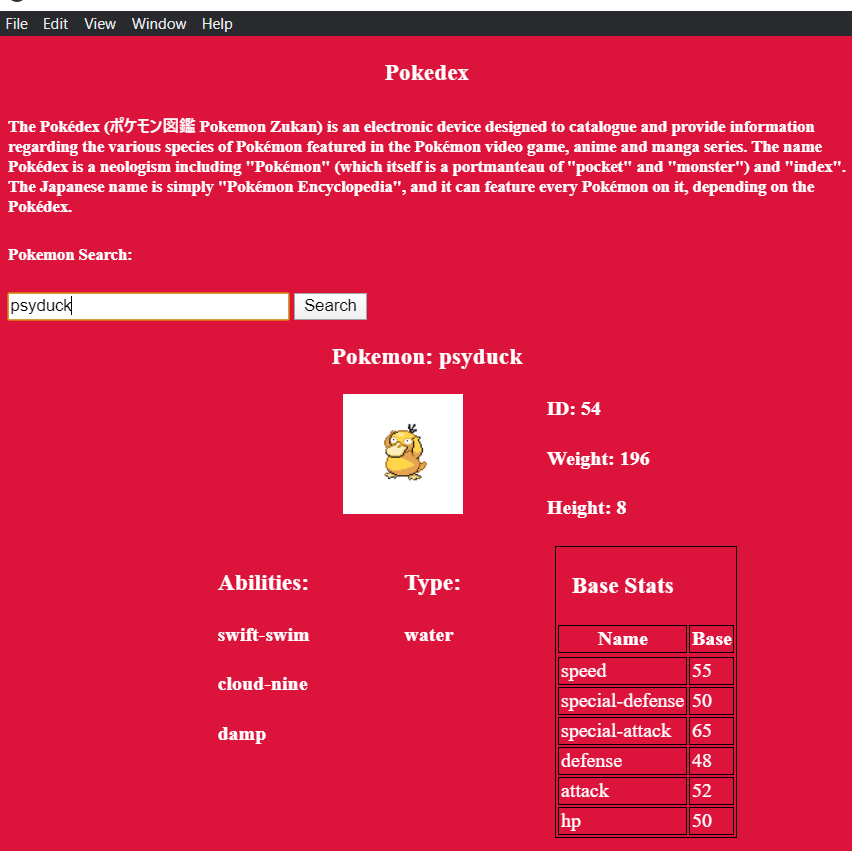 File Edit View Window Help
Pokedex
The Pokédex (ポケモン図鑑 Pokemon Zukan) is an electronic device designed to catalogue and provide information
regarding the various species of Pokémon featured in the Pokémon video game, anime and manga series. The name
Pokédex is a neologism including "Pokémon" (which itself is a portmanteau of "pocket" and "monster") and "index".
The Japanese name is simply "Pokémon Encyclopedia", and it can feature every Pokémon on it, depending on the
Pokédex.
Pokemon Search:
psyduck Search
Pokemon: psyduck
ID: 54
Weight: 196
Height: 8
Abilities:
swift-swim
cloud-nine
damp
Type:
water
Base Stats
Name Base
speed 55
special-defense 50
special-attack 65
defense 48
attack 52
hp 50